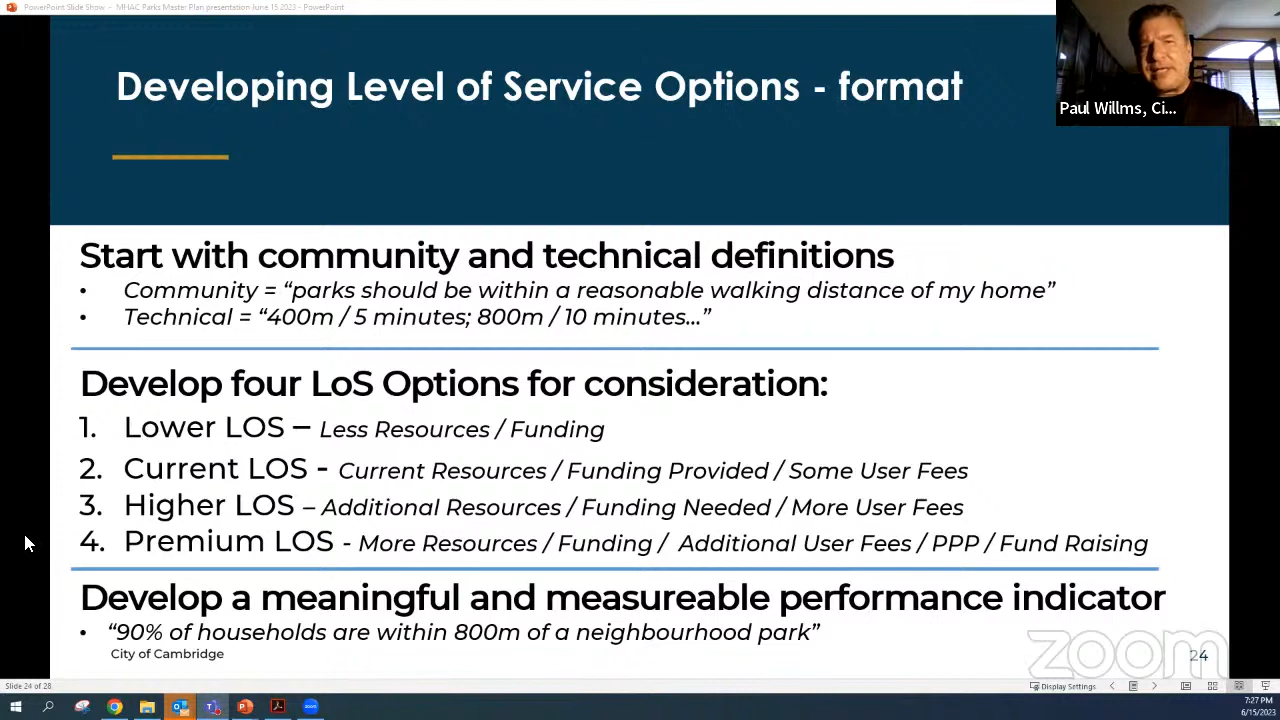 PowerPoint Slide Show - MHAC Parks Master Plan presentation June 15 2023 - PowerPoint
Developing Level of Service Options - format
Paul Willms, Ci...
Start with community and technical definitions
• Community = “parks should be within a reasonable walking distance of my home”
• Technical = “400m / 5 minutes; 800m / 10 minutes…”
Develop four LoS Options for consideration:
1. Lower LOS – Less Resources / Funding
2. Current LOS - Current Resources / Funding Provided / Some User Fees
3. Higher LOS – Additional Resources / Funding Needed / More User Fees
4. Premium LOS - More Resources / Funding / Additional User Fees / PPP / Fund Raising
Develop a meaningful and measureable performance indicator
• “90% of households are within 800m of a neighbourhood park”
City of Cambridge
zoom
24
Slide 24 of 28
Display Settings
7:27 PM
6/15/2023